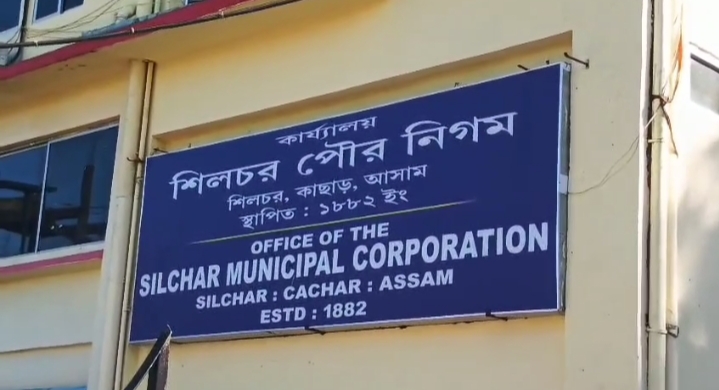 কাৰ্য্যালয়
শিলচর পৌর নিগম
শিলচর, কাছাড়, আসাম
স্থাপিত : ১৮৮২ ইং
OFFICE OF THE
SILCHAR MUNICIPAL CORPORATION
SILCHAR : CACHAR : ASSAM
ESTD : 1882